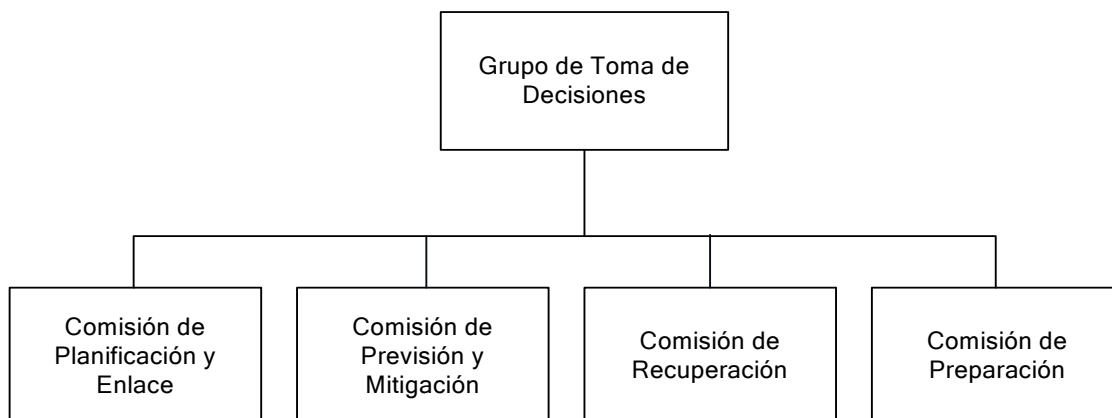 Grupo de Toma de
Decisiones
Comisión de
Planificación y
Enlace
Comisión de
Previsión y
Mitigación
Comisión de
Recuperación
Comisión de
Preparación